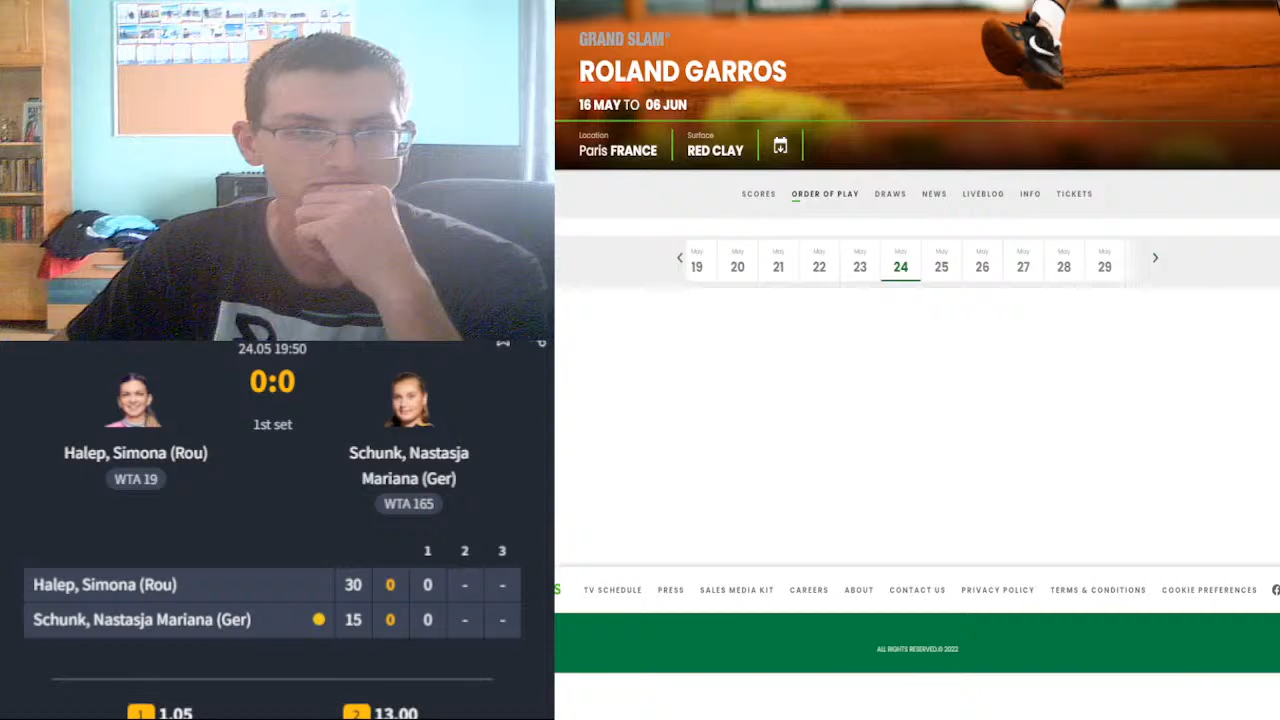 GRAND SLAM®
ROLAND GARROS
16 MAY TO 06 JUN
Location
Paris FRANCE
Surface
RED CLAY
SCORES
ORDER OF PLAY
DRAWS
NEWS
LIVEBLOG
INFO
TICKETS
May
19
May
20
May
21
May
22
May
23
May
24
May
25
May
26
May
27
May
28
May
29
24.05 19:50
0:0
1st set
Halep, Simona (Rou)
WTA 19
Schunk, Nastasja
Mariana (Ger)
WTA 165
1 2 3
Halep, Simona (Rou) 30 0 0 - -
Schunk, Nastasja Mariana (Ger) 15 0 0 - -
1 1.05
2 13.00
S
TV SCHEDULE
PRESS
SALES MEDIA KIT
CAREERS
ABOUT
CONTACT US
PRIVACY POLICY
TERMS & CONDITIONS
COOKIE PREFERENCES
ALL RIGHTS RESERVED.© 2022